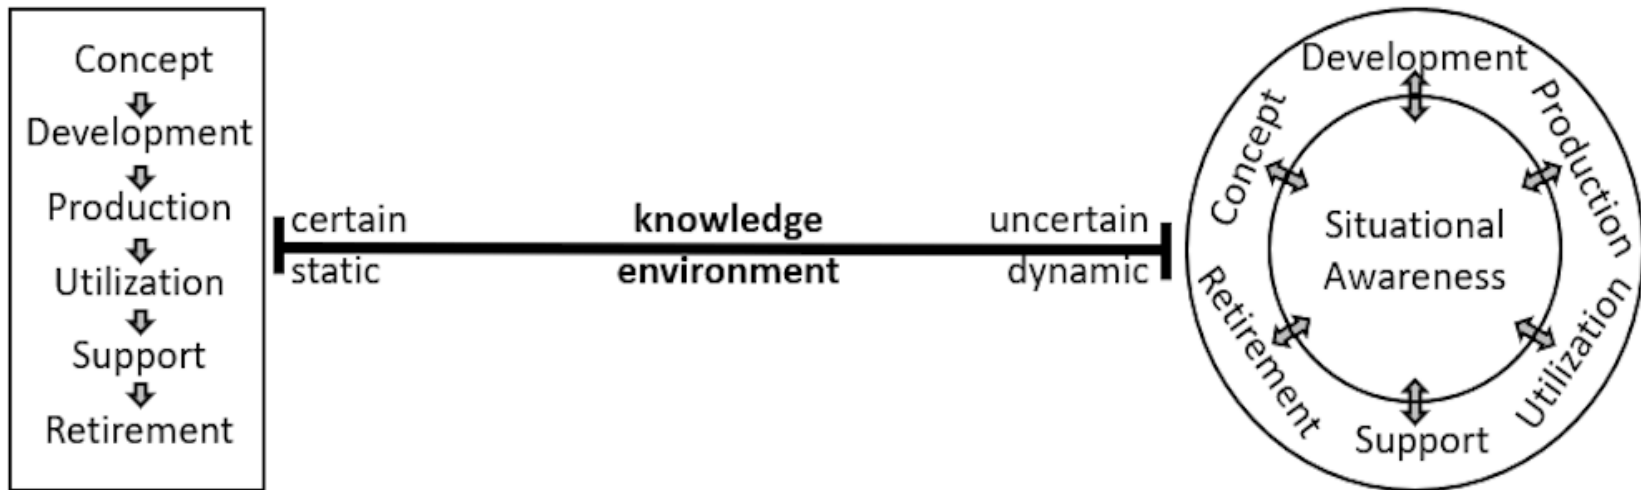 Concept
Development
Production
Utilization
Support
Retirement
certain knowledge uncertain
static environment dynamic
Development
Production
Utilization
Support
Retirement
Concept
Situational
Awareness